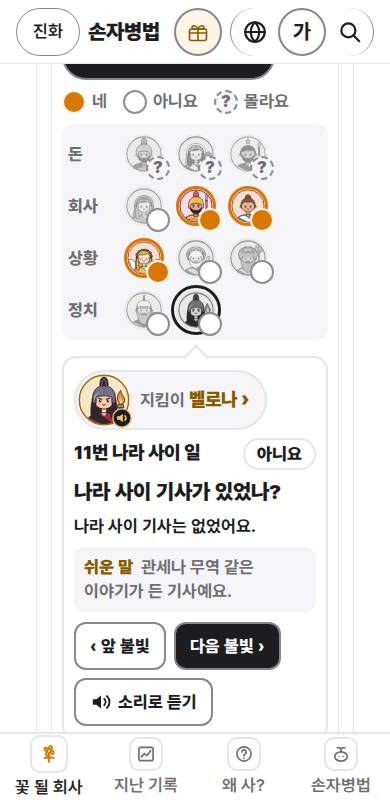 진화 손자병법 가
네 아니요 ? 몰라요
돈 ? ? ?
회사
상황
정치
지킴이 벨로나 ›
11번 나라 사이 일 아니요
나라 사이 기사가 있었나?
나라 사이 기사는 없었어요.
쉬운 말 관세나 무역 같은
이야기가 든 기사예요.
‹ 앞 불빛 다음 불빛 ›
소리로 듣기
꽃 필 회사 지난 기록 왜 사? 손자병법